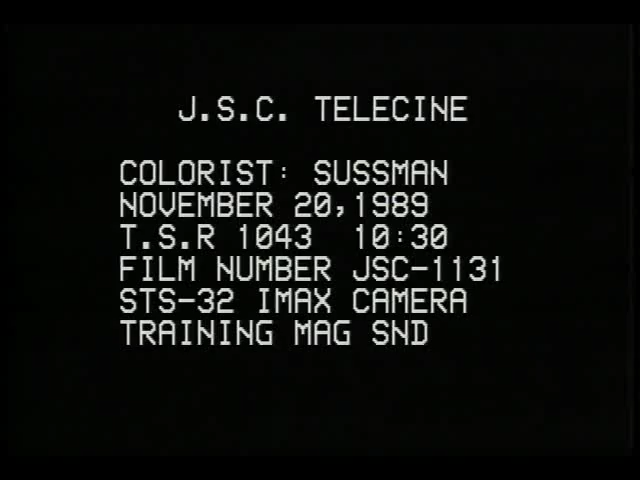 J.S.C. TELECINE
COLORIST: SUSSMAN
NOVEMBER 20,1989
T.S.R 1043 10:30
FILM NUMBER JSC-1131
STS-32 IMAX CAMERA
TRAINING MAG SND